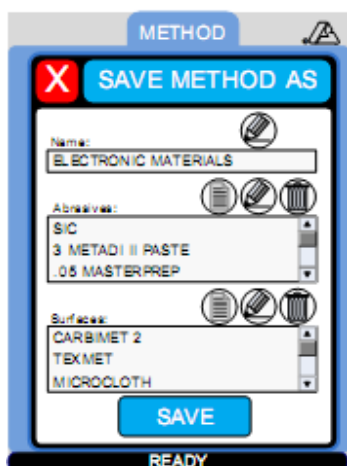 METHOD
X SAVE METHOD AS
Name:
ELECTRONIC MATERIALS
Abrasives:
SIC
3 METADI II PASTE
.05 MASTERPREP
Surfaces:
CARBIMET 2
TEXMET
MICROCLOTH
SAVE
READY